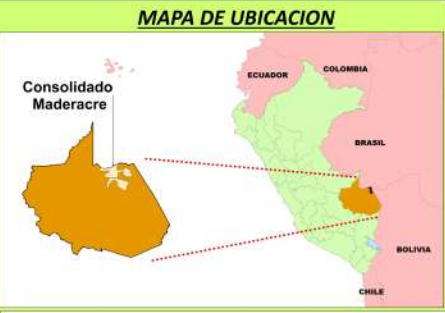 MAPA DE UBICACION
COLOMBIA
ECUADOR
Consolidado
Maderacre
BRASIL
BOLIVIA
CHILE